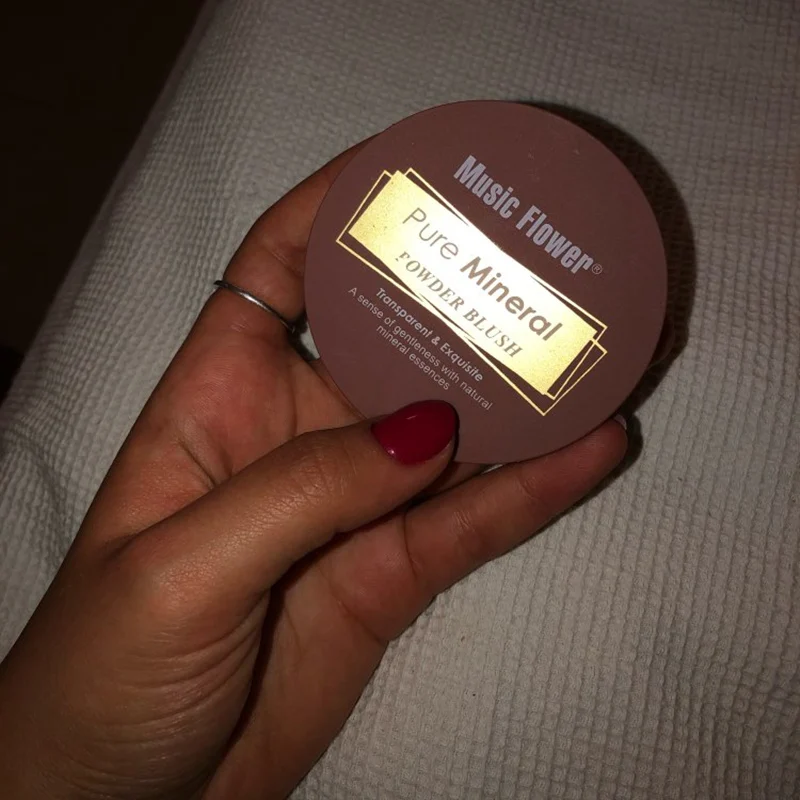 Music Flower®
Pure Mineral
POWDER BLUSH
Transparent & Exquisite
A sense of gentleness with natural
mineral essences